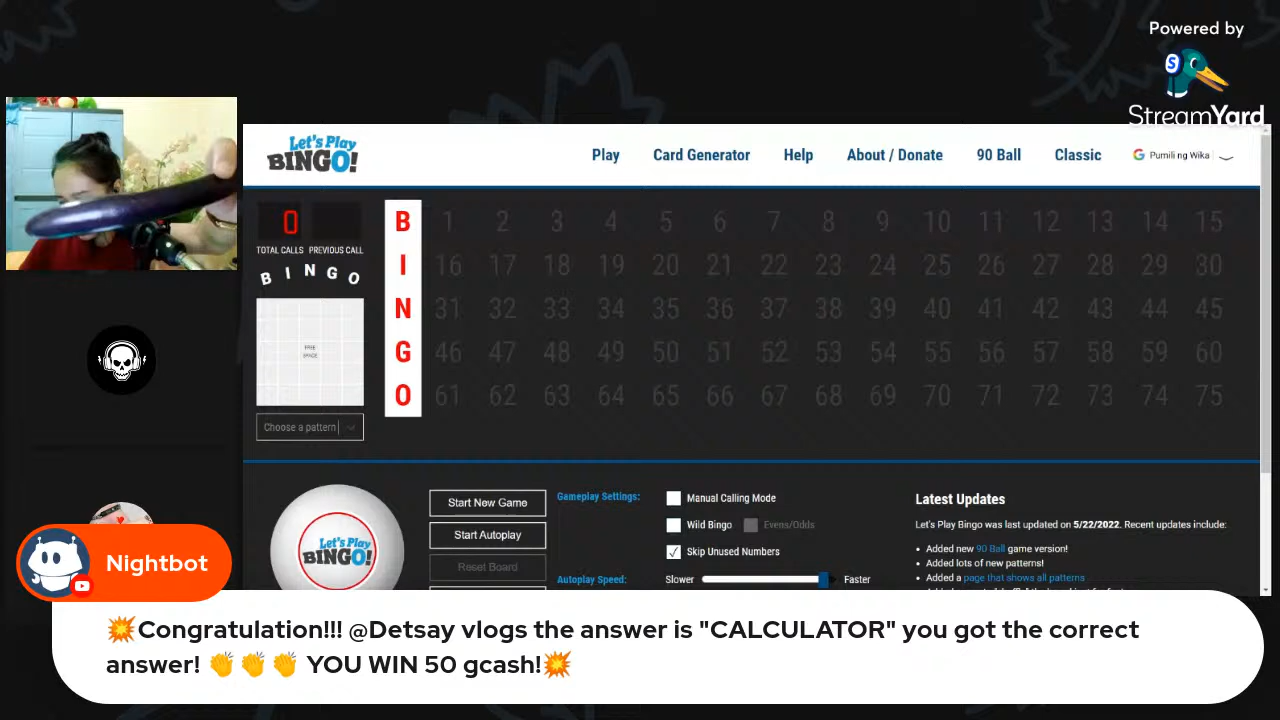 Powered by
StreamYard
Let's Play
BINGO!
Play
Card Generator
Help
About / Donate
90 Ball
Classic
G Pumili ng Wika
0
TOTAL CALLS PREVIOUS CALL
B I N G O
FREE
SPACE
Choose a pattern
B 1 2 3 4 5 6 7 8 9 10 11 12 13 14 15
I 16 17 18 19 20 21 22 23 24 25 26 27 28 29 30
N 31 32 33 34 35 36 37 38 39 40 41 42 43 44 45
G 46 47 48 49 50 51 52 53 54 55 56 57 58 59 60
O 61 62 63 64 65 66 67 68 69 70 71 72 73 74 75
Let's Play
BINGO!
Start New Game
Start Autoplay
Reset Board
Gameplay Settings:
Manual Calling Mode
Wild Bingo Evens/Odds
Skip Unused Numbers
Autoplay Speed:
Slower Faster
Latest Updates
Let's Play Bingo was last updated on 5/22/2022. Recent updates include:
• Added new 90 Ball game version!
• Added lots of new patterns!
• Added a page that shows all patterns
Nightbot
💥Congratulation!!! @Detsay vlogs the answer is "CALCULATOR" you got the correct
answer! 👏👏👏 YOU WIN 50 gcash!💥